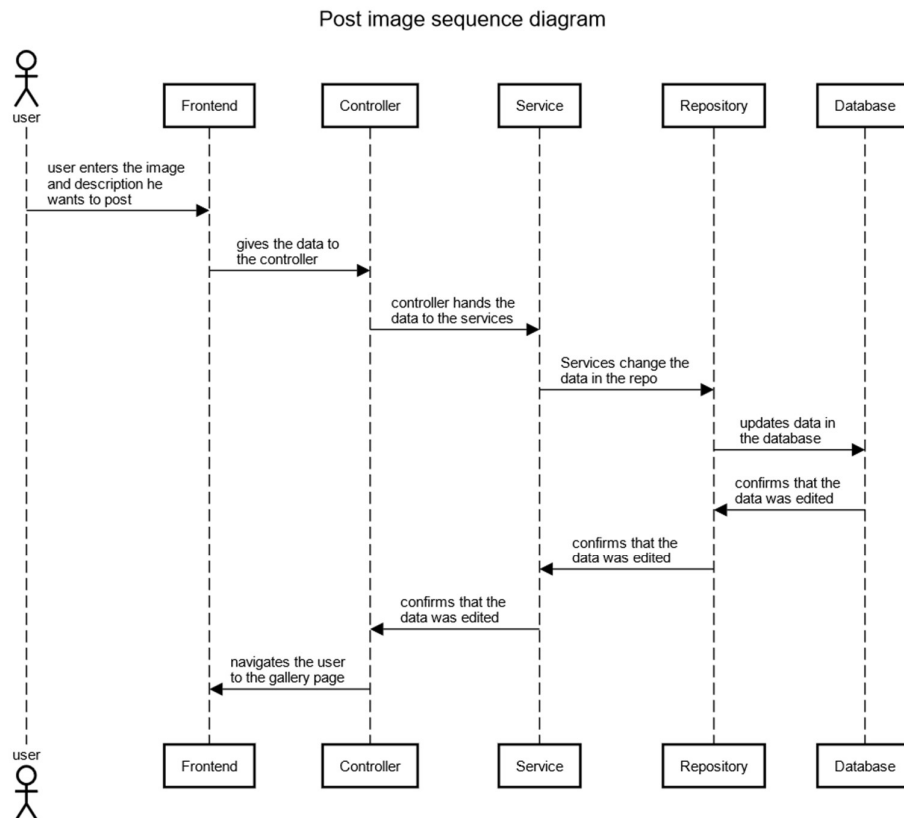 Post image sequence diagram
user
Frontend
Controller
Service
Repository
Database
user enters the image
and description he
wants to post
gives the data to
the controller
controller hands the
data to the services
Services change the
data in the repo
updates data in
the database
confirms that the
data was edited
confirms that the
data was edited
confirms that the
data was edited
navigates the user
to the gallery page
user
Frontend
Controller
Service
Repository
Database